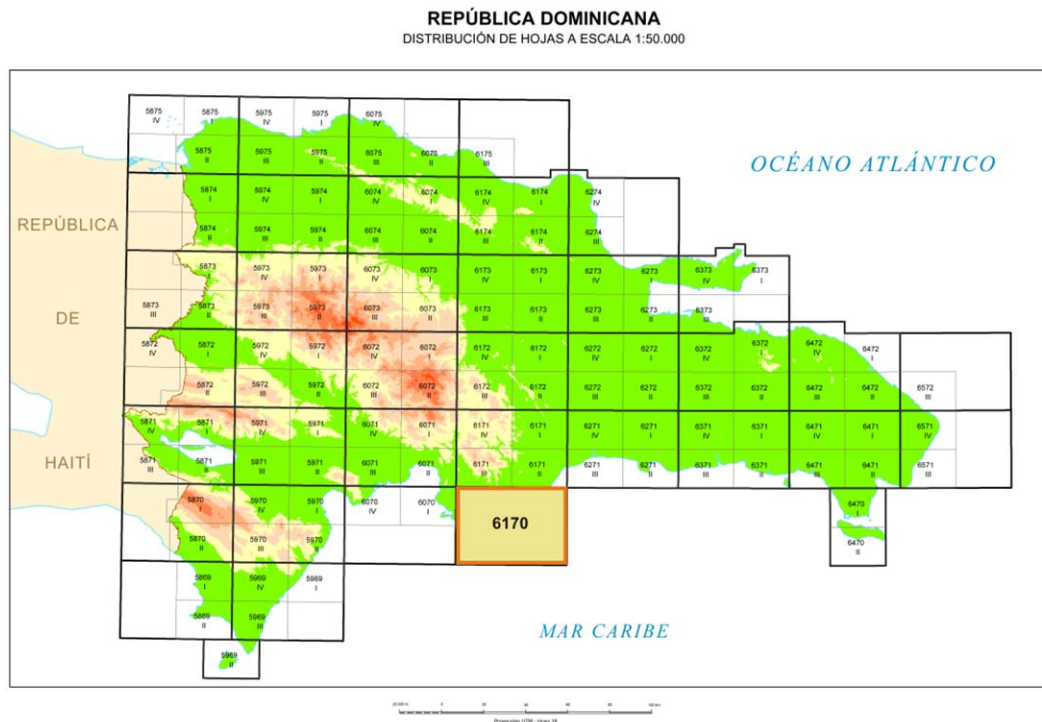 REPÚBLICA DOMINICANA
DISTRIBUCIÓN DE HOJAS A ESCALA 1:50.000
OCÉANO ATLÁNTICO
REPÚBLICA
DE
HAITÍ
MAR CARIBE
5875 IV
5875 I
5975 IV
5975 I
6075 IV
5875 II
5975 III
5975 II
6075 III
6075 II
6175 III
5874 I
5974 IV
5974 I
6074 IV
6074 I
6174 IV
6174 I
6274 IV
5874 II
5974 III
5974 II
6074 III
6074 II
6174 III
6174 II
6274 III
5873 I
5973 IV
5973 I
6073 IV
6073 I
6173 IV
6173 I
6273 IV
6273 I
6373 IV
6373 I
5873 III
5873 II
5973 III
5973 II
6073 III
6073 II
6173 III
6173 II
6273 III
6273 II
6373 III
5872 IV
5872 I
5972 IV
5972 I
6072 IV
6072 I
6172 IV
6172 I
6272 IV
6272 I
6372 IV
6372 I
6472 IV
6472 I
5872 II
5972 III
5972 II
6072 III
6072 II
6172 III
6172 II
6272 III
6272 II
6372 III
6372 II
6472 III
6472 II
6572 III
5871 IV
5871 I
5971 IV
5971 I
6071 IV
6071 I
6171 IV
6171 I
6271 IV
6271 I
6371 IV
6371 I
6471 IV
6471 I
6571 IV
5871 III
5871 II
5971 III
5971 II
6071 III
6071 II
6171 III
6171 II
6271 III
6271 II
6371 III
6371 II
6471 III
6471 II
6571 III
5870 I
5970 IV
5970 I
6070 IV
6070 I
6170
6470 I
5870 II
5970 III
5970 II
6470 II
5869 I
5969 IV
5969 I
5869 II
5969 III
5969 II